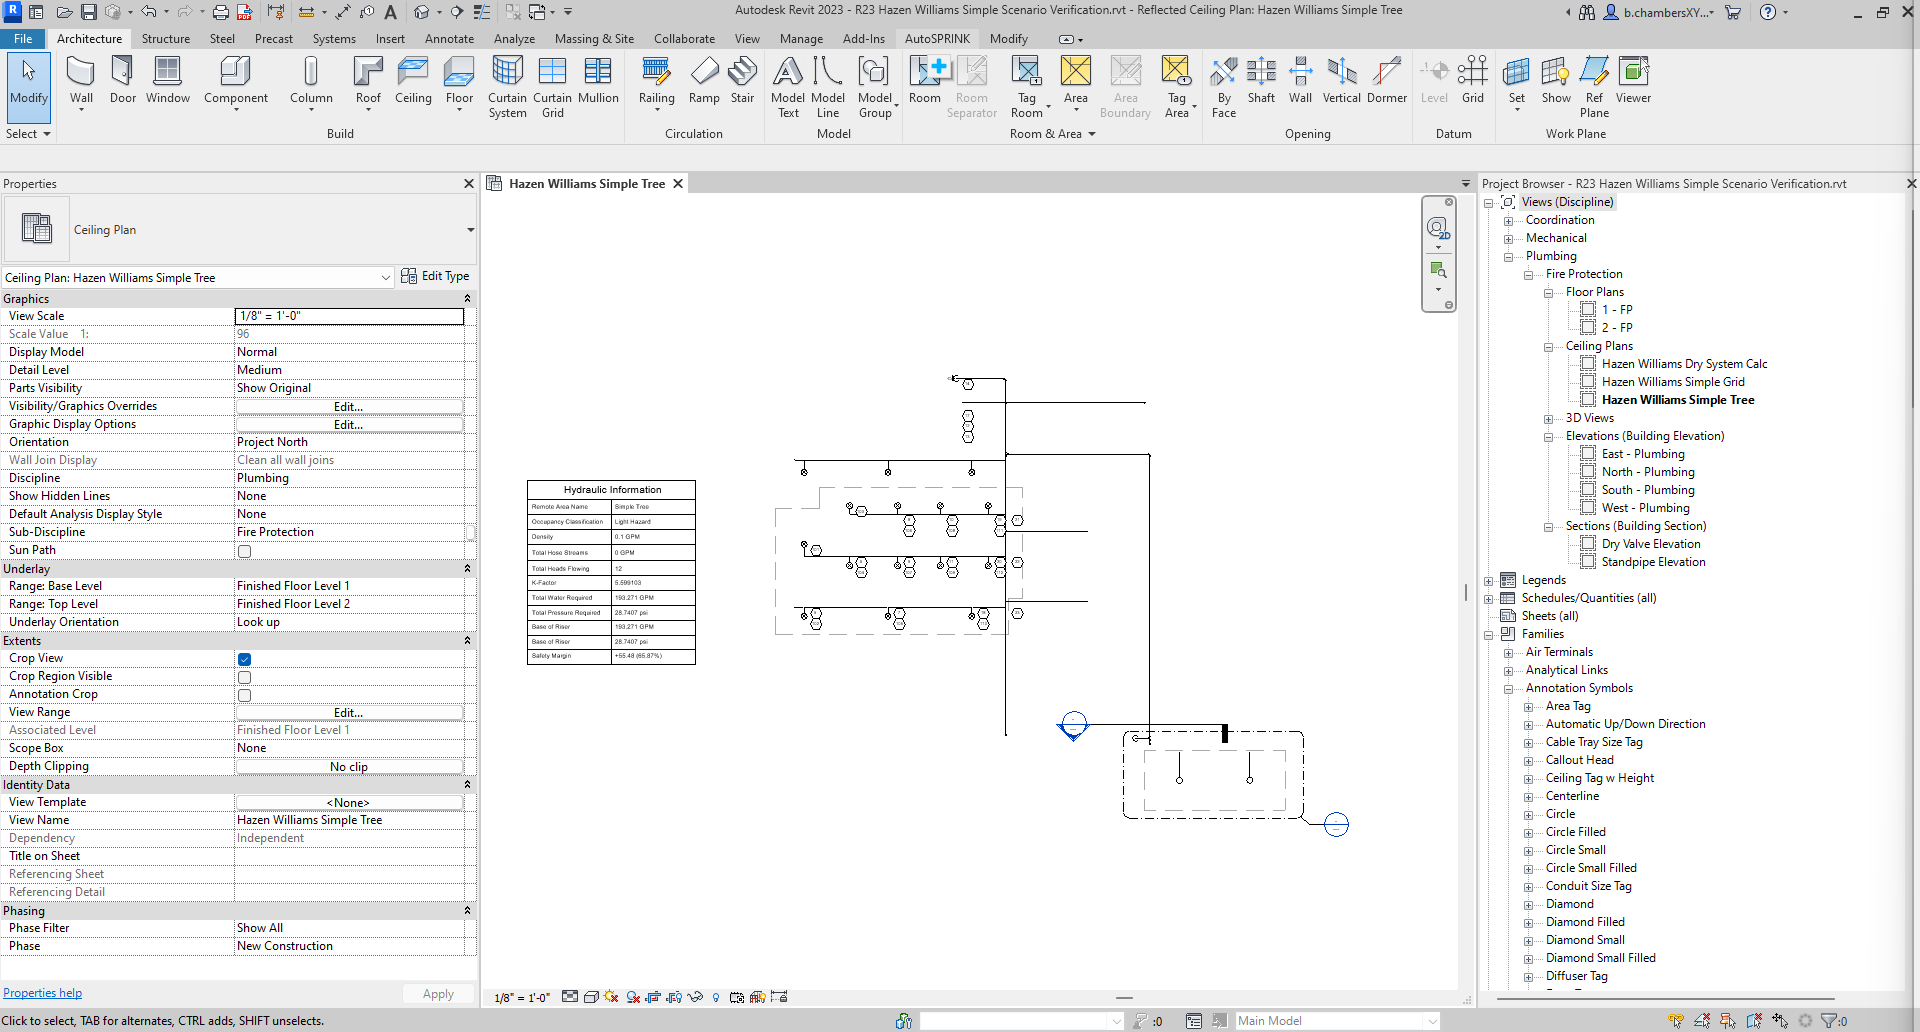 Autodesk Revit 2023 - R23 Hazen Williams Simple Scenario Verification.rvt - Reflected Ceiling Plan: Hazen Williams Simple Tree
b.chambersXY...
File Architecture Structure Steel Precast Systems Insert Annotate Analyze Massing & Site Collaborate View Manage Add-Ins AutoSPRINK Modify
Modify Wall Door Window Component Column Roof Ceiling Floor Curtain System Curtain Grid Mullion Railing Ramp Stair Model Text Model Line Model Group Room Room Separator Tag Room Area Area Boundary Tag Area By Face Shaft Wall Vertical Dormer Level Grid Set Show Ref Plane Viewer
Select Build Circulation Model Room & Area Opening Datum Work Plane
Properties
Ceiling Plan
Ceiling Plan: Hazen Williams Simple Tree Edit Type
Graphics
View Scale 1/8" = 1'-0"
Scale Value 1: 96
Display Model Normal
Detail Level Medium
Parts Visibility Show Original
Visibility/Graphics Overrides Edit...
Graphic Display Options Edit...
Orientation Project North
Wall Join Display Clean all wall joins
Discipline Plumbing
Show Hidden Lines None
Default Analysis Display Style None
Sub-Discipline Fire Protection
Sun Path
Underlay
Range: Base Level Finished Floor Level 1
Range: Top Level Finished Floor Level 2
Underlay Orientation Look up
Extents
Crop View
Crop Region Visible
Annotation Crop
View Range Edit...
Associated Level Finished Floor Level 1
Scope Box None
Depth Clipping No clip
Identity Data
View Template <None>
View Name Hazen Williams Simple Tree
Dependency Independent
Title on Sheet
Referencing Sheet
Referencing Detail
Phasing
Phase Filter Show All
Phase New Construction
Properties help Apply
Hazen Williams Simple Tree
2D
Hydraulic Information
Remote Area Name Simple Tree
Occupancy Classification Light Hazard
Density 0.1 GPM
Total Hose Streams 0 GPM
Total Heads Flowing 12
K-Factor 5.599103
Total Water Required 193.271 GPM
Total Pressure Required 28.7407 psi
Base of Riser 193.271 GPM
Base of Riser 28.7407 psi
Safety Margin +55.48 (65.87%)
1/8" = 1'-0"
Project Browser - R23 Hazen Williams Simple Scenario Verification.rvt
Views (Discipline)
Coordination
Mechanical
Plumbing
Fire Protection
Floor Plans
1 - FP
2 - FP
Ceiling Plans
Hazen Williams Dry System Calc
Hazen Williams Simple Grid
Hazen Williams Simple Tree
3D Views
Elevations (Building Elevation)
East - Plumbing
North - Plumbing
South - Plumbing
West - Plumbing
Sections (Building Section)
Dry Valve Elevation
Standpipe Elevation
Legends
Schedules/Quantities (all)
Sheets (all)
Families
Air Terminals
Analytical Links
Annotation Symbols
Area Tag
Automatic Up/Down Direction
Cable Tray Size Tag
Callout Head
Ceiling Tag w Height
Centerline
Circle
Circle Filled
Circle Small
Circle Small Filled
Conduit Size Tag
Diamond
Diamond Filled
Diamond Small
Diamond Small Filled
Diffuser Tag
Click to select, TAB for alternates, CTRL adds, SHIFT unselects.
:0
Main Model
:0